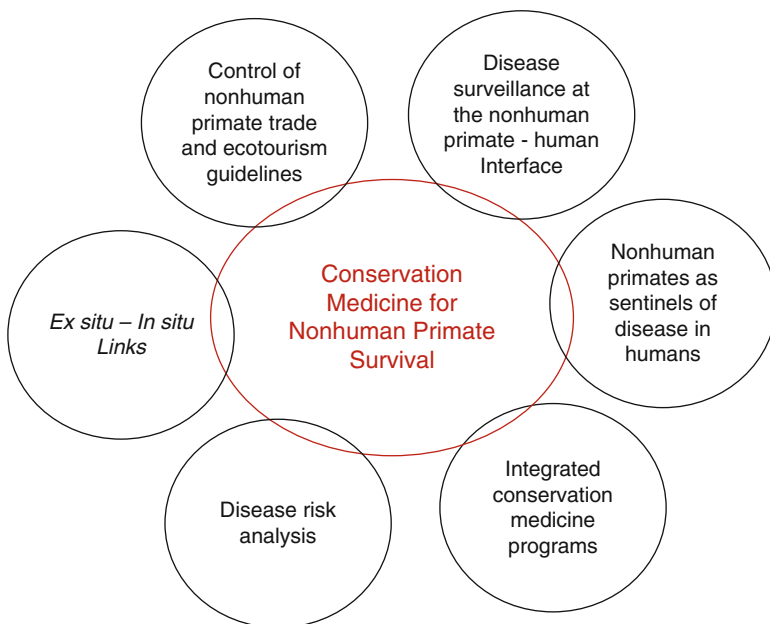 Control of
nonhuman
primate trade
and ecotourism
guidelines
Disease
surveillance at
the nonhuman
primate - human
Interface
Nonhuman
primates as
sentinels of
disease in
humans
Integrated
conservation
medicine
programs
Disease risk
analysis
Ex situ – In situ
Links
Conservation
Medicine for
Nonhuman Primate
Survival